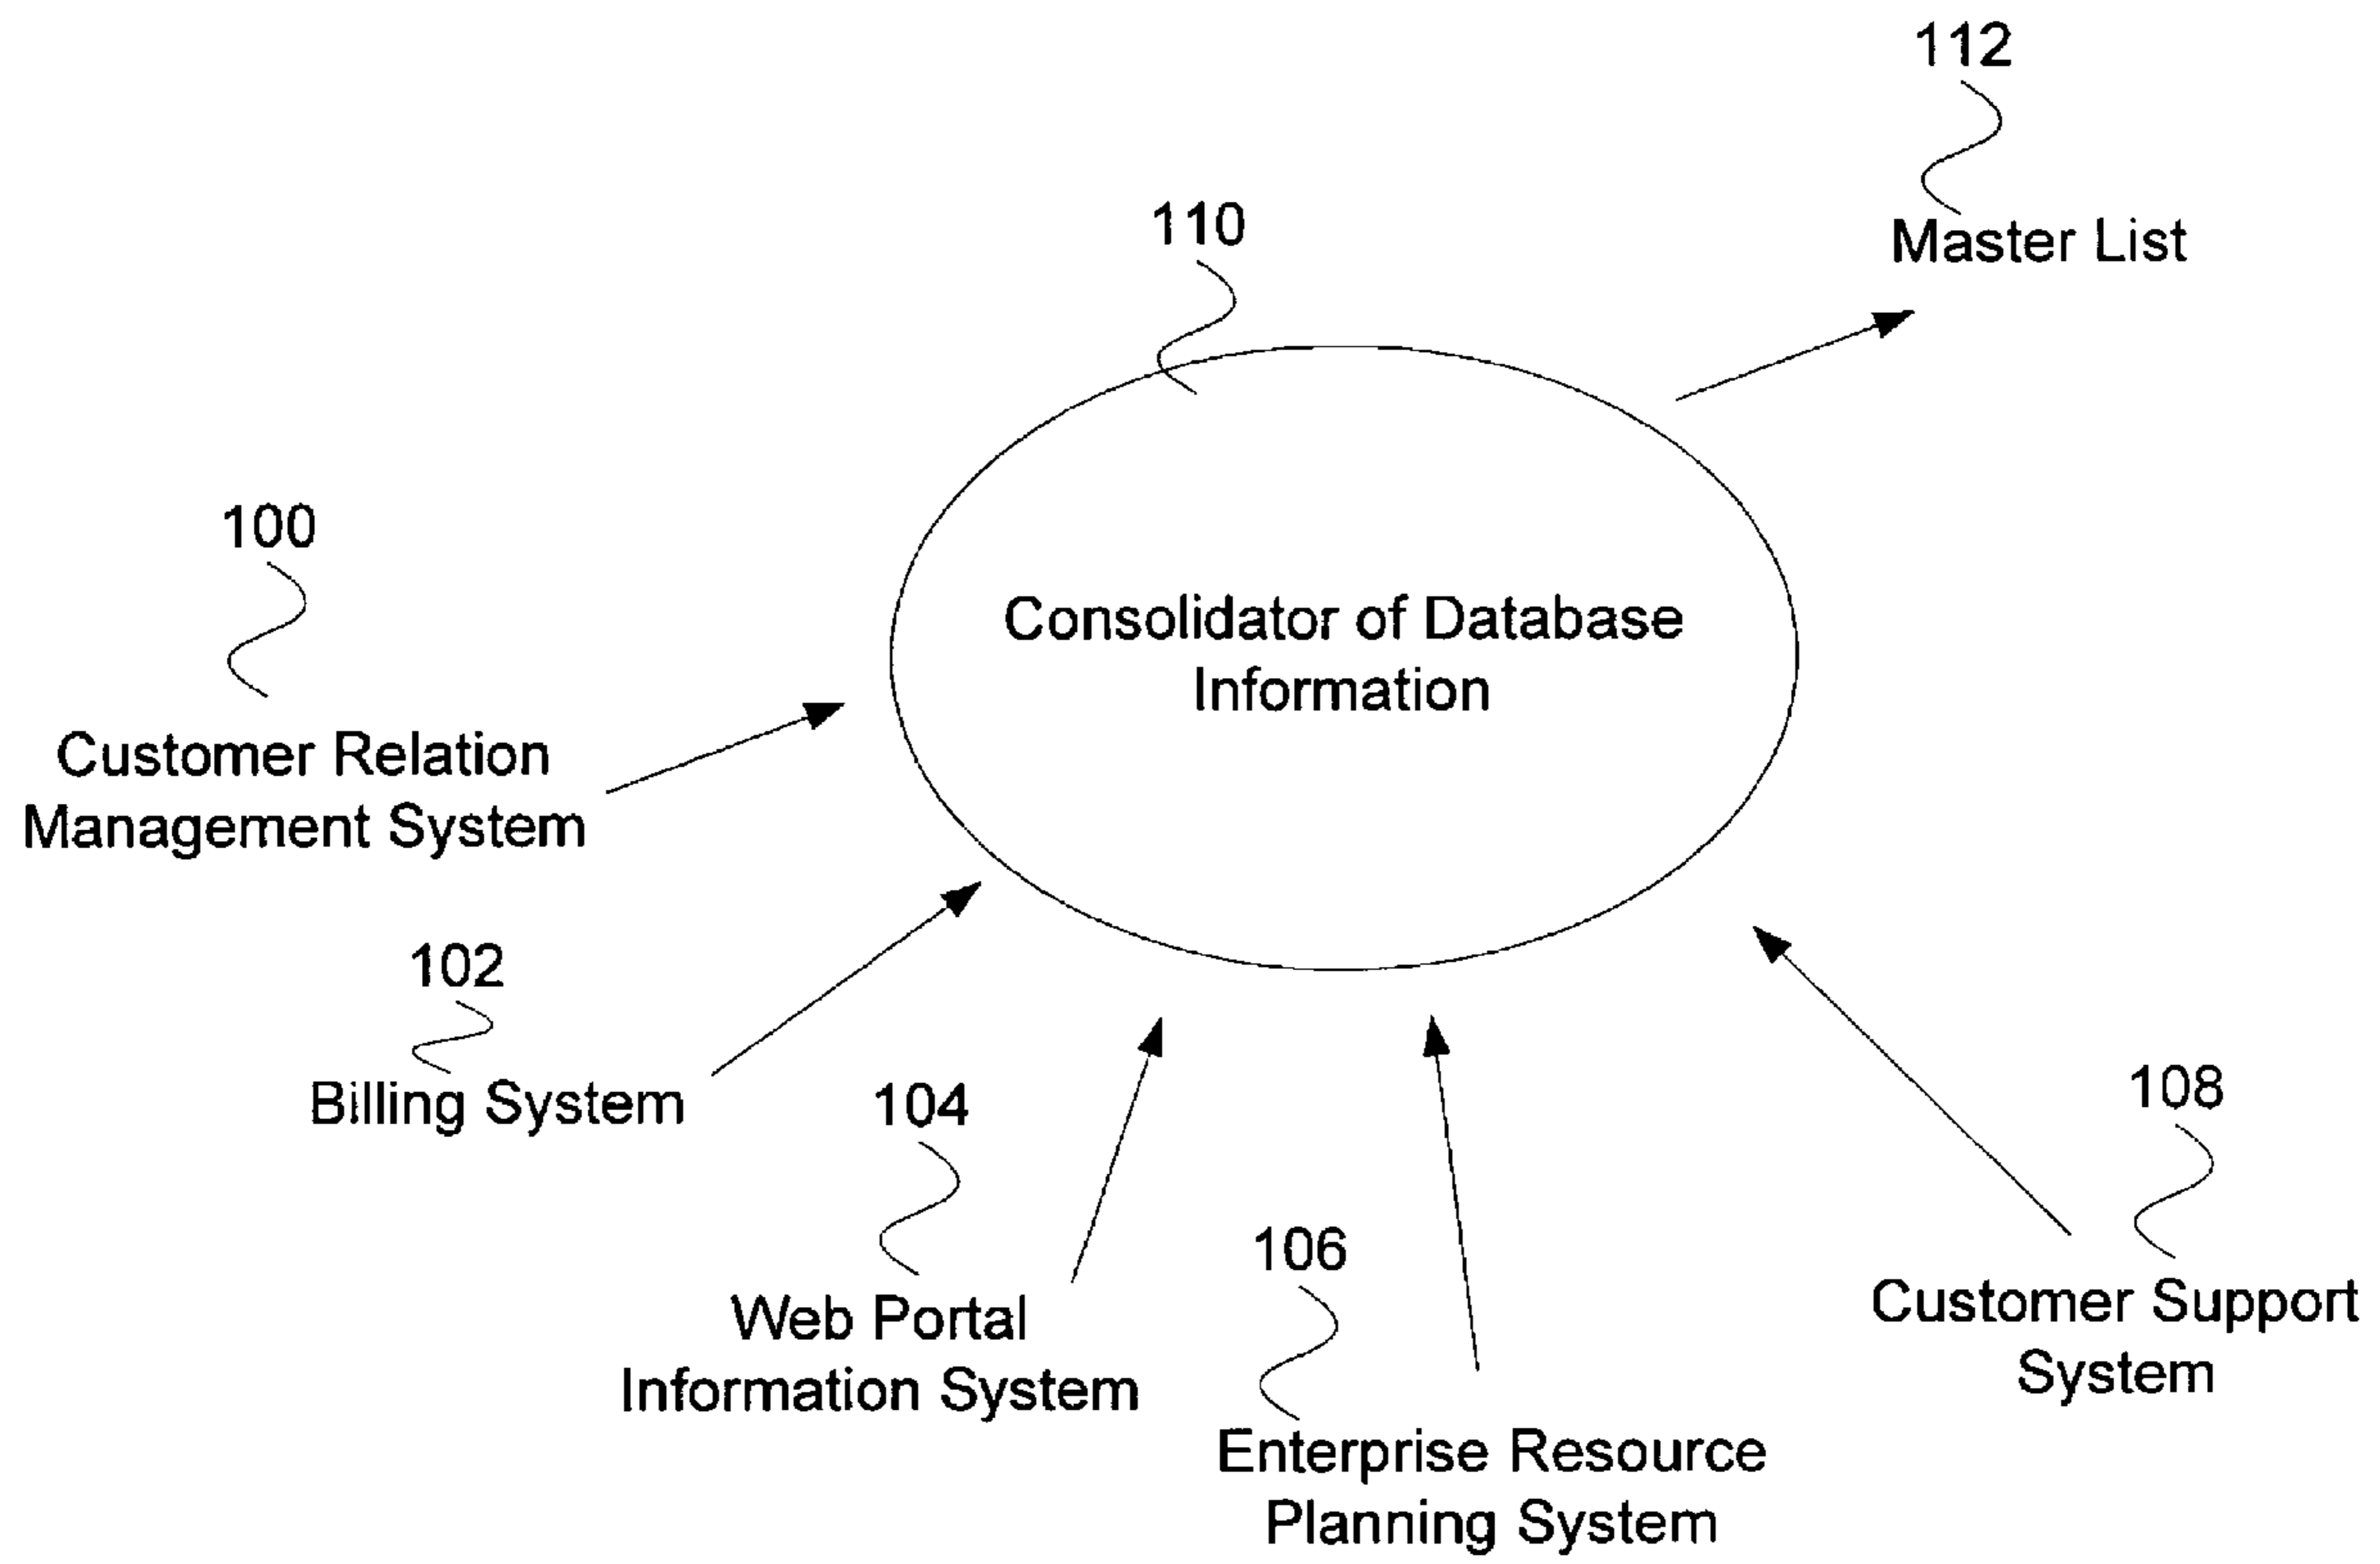 112
Master List
110
Consolidator of Database
Information
100
Customer Relation
Management System
102
Billing System
104
Web Portal
Information System
106
Enterprise Resource
Planning System
108
Customer Support
System